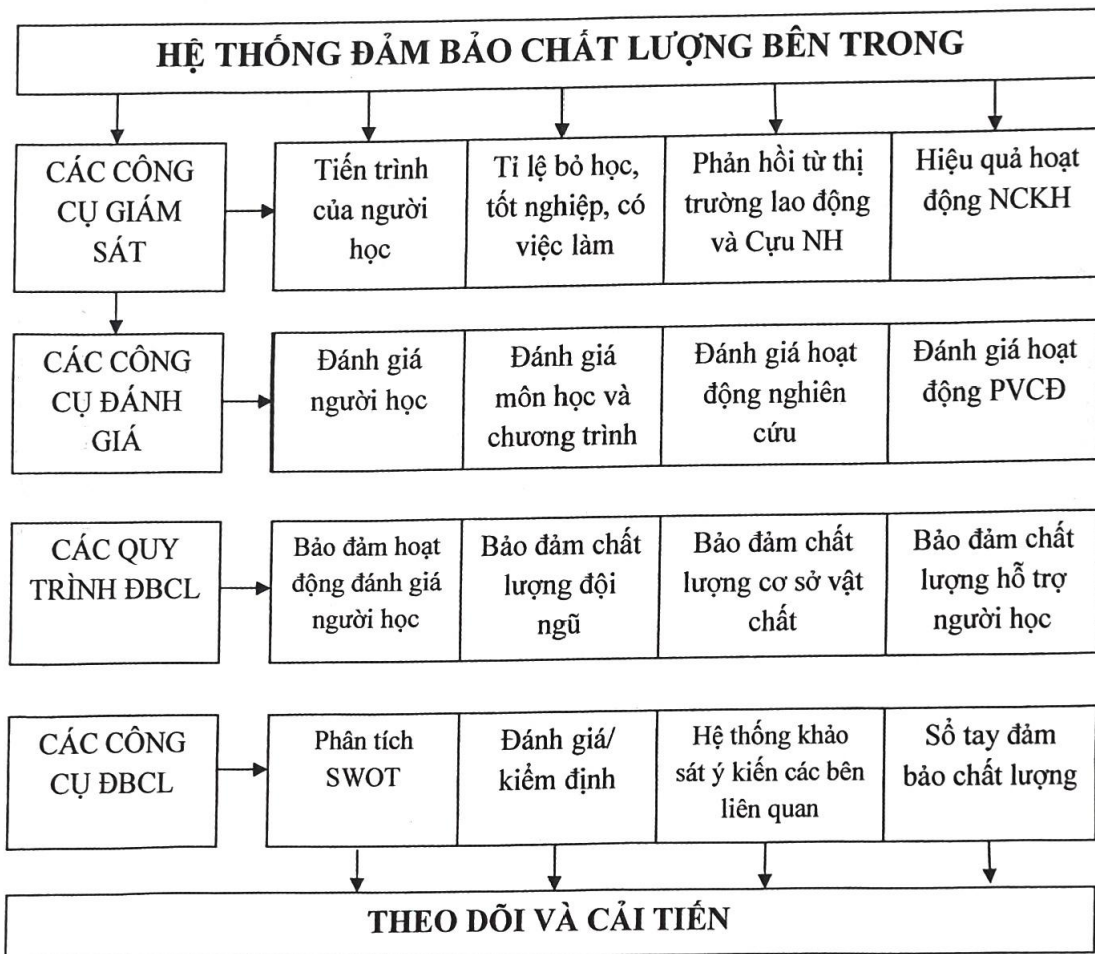 HỆ THỐNG ĐẢM BẢO CHẤT LƯỢNG BÊN TRONG
CÁC CÔNG
CỤ GIÁM
SÁT
Tiến trình
của người
học
Tỉ lệ bỏ học,
tốt nghiệp, có
việc làm
Phản hồi từ thị
trường lao động
và Cựu NH
Hiệu quả hoạt
động NCKH
CÁC CÔNG
CỤ ĐÁNH
GIÁ
Đánh giá
người học
Đánh giá
môn học và
chương trình
Đánh giá hoạt
động nghiên
cứu
Đánh giá hoạt
động PVCĐ
CÁC QUY
TRÌNH ĐBCL
Bảo đảm hoạt
động đánh giá
người học
Bảo đảm chất
lượng đội
ngũ
Bảo đảm chất
lượng cơ sở vật
chất
Bảo đảm chất
lượng hỗ trợ
người học
CÁC CÔNG
CỤ ĐBCL
Phân tích
SWOT
Đánh giá/
kiểm định
Hệ thống khảo
sát ý kiến các bên
liên quan
Sổ tay đảm
bảo chất lượng
THEO DÕI VÀ CẢI TIẾN